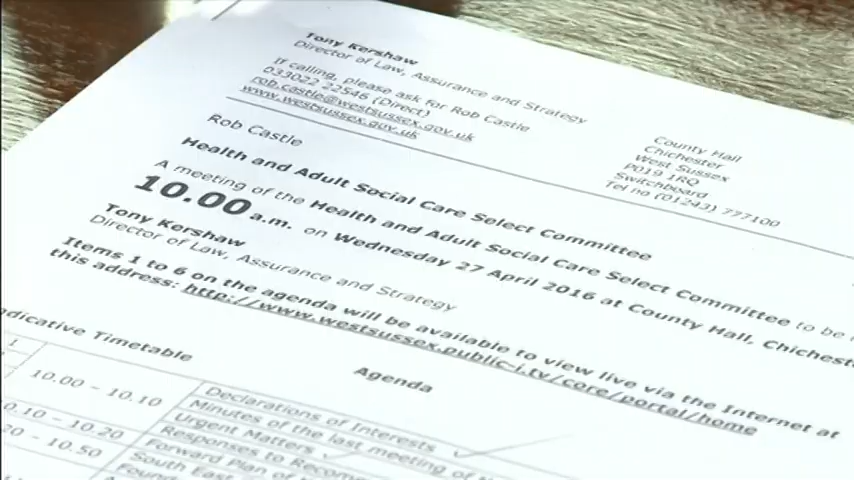 Tony Kershaw
Director of Law, Assurance and Strategy
If calling, please ask for Rob Castle
033022 22546 (Direct)
rob.castle@westsussex.gov.uk
www.westsussex.gov.uk
County Hall
Chichester
West Sussex
PO19 1RQ
Switchboard
Tel no (01243) 777100
Rob Castle
Health and Adult Social Care Select Committee
A meeting of the Health and Adult Social Care Select Committee to be
10.00 a.m. on Wednesday 27 April 2016 at County Hall, Chichest
Tony Kershaw
Director of Law, Assurance and Strategy
Items 1 to 6 on the agenda will be available to view live via the Internet at
this address: http://www.westsussex.public-i.tv/core/portal/home
dicative Timetable
Agenda
1
10.00 – 10.10
Declarations of Interests
Minutes of the last meeting of
Urgent Matters
0.10 – 10.20
Responses to Recom
Forward Plan of
20 – 10.50
South East
Found